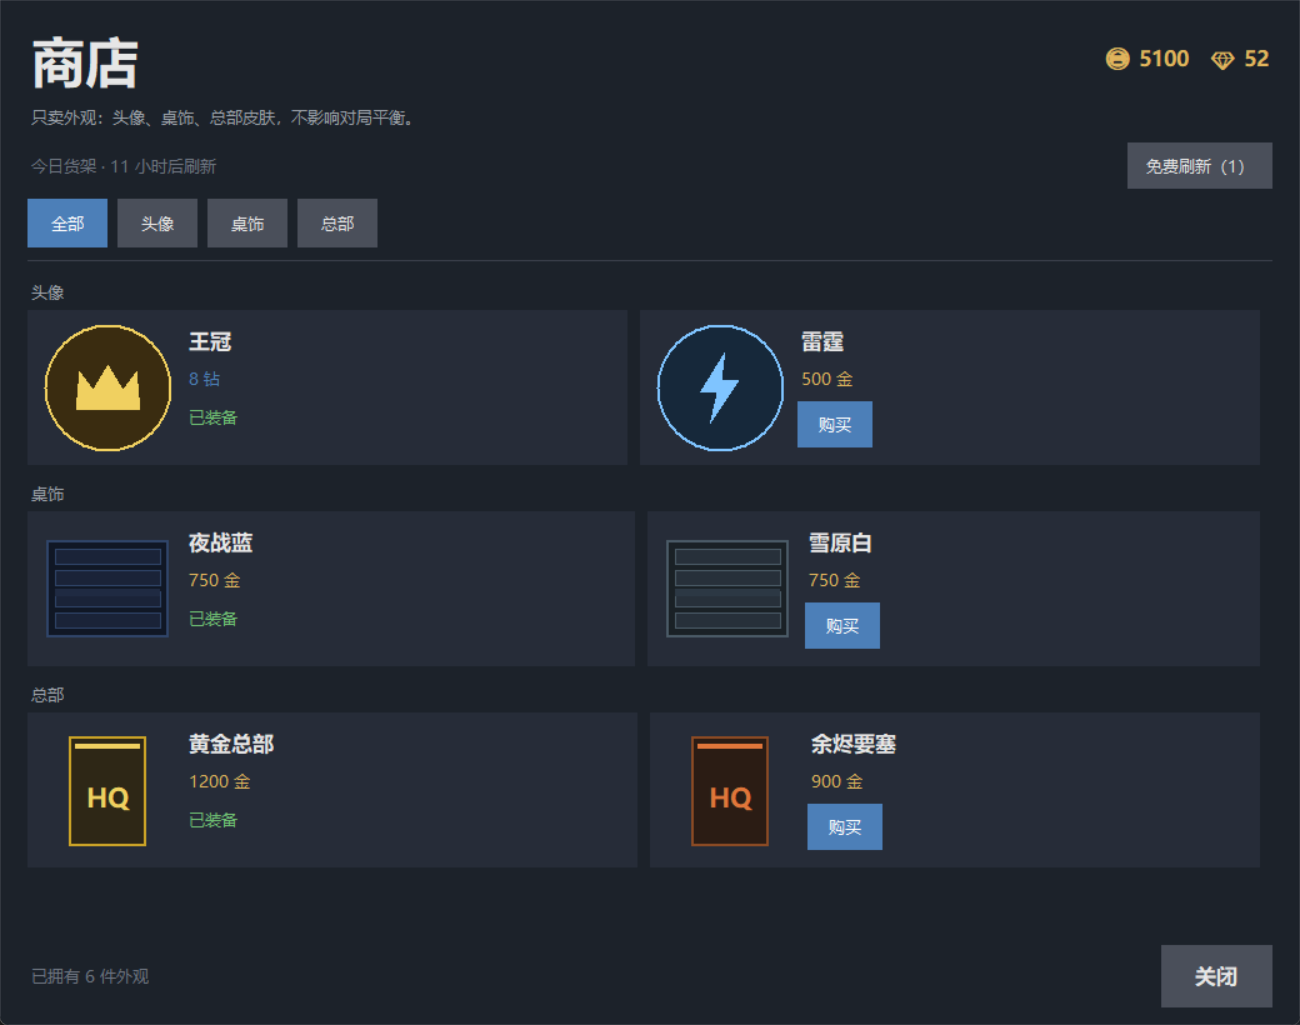 商店
5100 52
只卖外观：头像、桌饰、总部皮肤，不影响对局平衡。
今日货架 · 11 小时后刷新
免费刷新（1）
全部 头像 桌饰 总部
头像
王冠
8 钻
已装备
雷霆
500 金
购买
桌饰
夜战蓝
750 金
已装备
雪原白
750 金
购买
总部
HQ
黄金总部
1200 金
已装备
HQ
余烬要塞
900 金
购买
已拥有 6 件外观
关闭